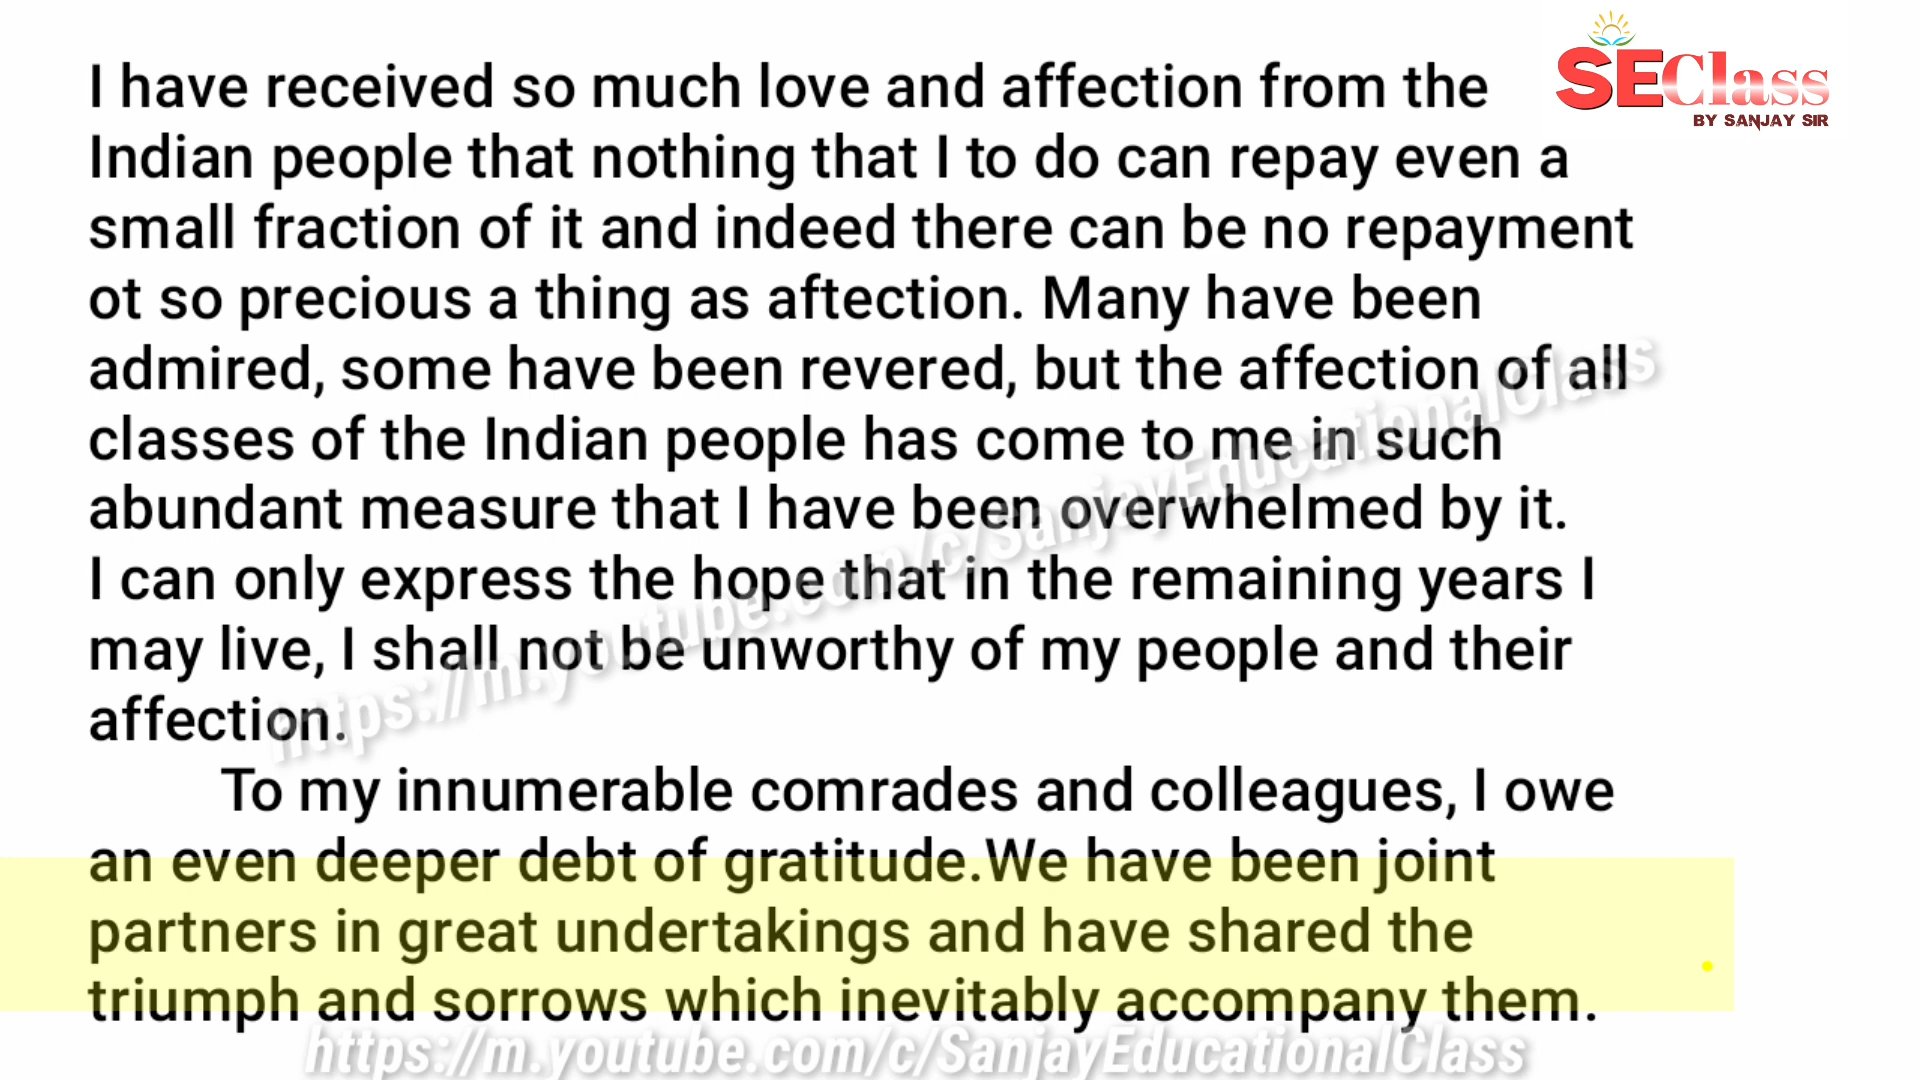 SEClass
BY SANJAY SIR
I have received so much love and affection from the
Indian people that nothing that I to do can repay even a
small fraction of it and indeed there can be no repayment
ot so precious a thing as aftection. Many have been
admired, some have been revered, but the affection of all
classes of the Indian people has come to me in such
abundant measure that I have been overwhelmed by it.
I can only express the hope that in the remaining years I
may live, I shall not be unworthy of my people and their
affection.
To my innumerable comrades and colleagues, I owe
an even deeper debt of gratitude.We have been joint
partners in great undertakings and have shared the
triumph and sorrows which inevitably accompany them.
https://m.youtube.com/c/SanjayEducationalClass
https://m.youtube.com/c/SanjayEducationalClass